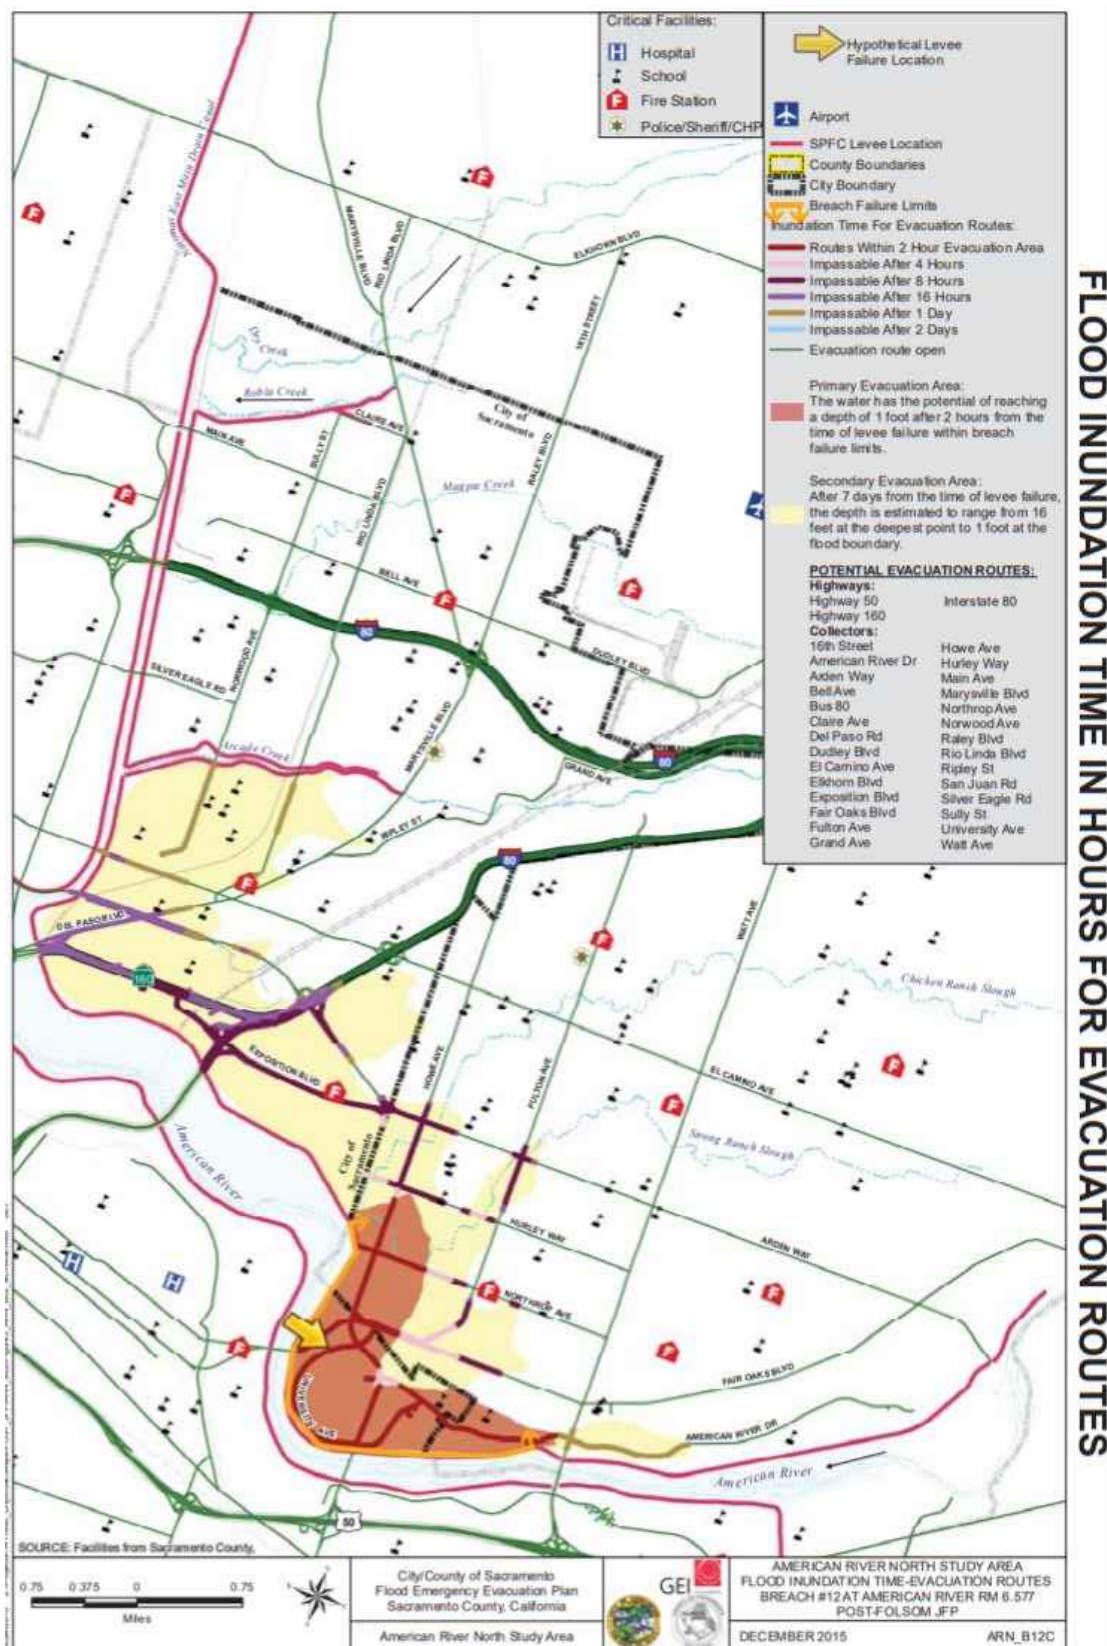 FLOOD INUNDATION TIME IN HOURS FOR EVACUATION ROUTES
Critical Facilities:
Hospital
School
Fire Station
Police/Sheriff/CHP
Hypothetical Levee
Failure Location
Airport
SPFC Levee Location
County Boundaries
City Boundary
Breach Failure Limits
Inundation Time For Evacuation Routes:
Routes Within 2 Hour Evacuation Area
Impassable After 4 Hours
Impassable After 8 Hours
Impassable After 16 Hours
Impassable After 1 Day
Impassable After 2 Days
Evacuation route open
Primary Evacuation Area:
The water has the potential of reaching
a depth of 1 foot after 2 hours from the
time of levee failure within breach
failure limits.
Secondary Evacuation Area:
After 7 days from the time of levee failure,
the depth is estimated to range from 16
feet at the deepest point to 1 foot at the
flood boundary.
POTENTIAL EVACUATION ROUTES:
Highways:
Highway 50 Interstate 80
Highway 160
Collectors:
16th Street Howe Ave
American River Dr Hurley Way
Arden Way Main Ave
Bell Ave Marysville Blvd
Bus 80 Northrop Ave
Claire Ave Norwood Ave
Del Paso Rd Raley Blvd
Dudley Blvd Rio Linda Blvd
El Camino Ave Ripley St
Elkhorn Blvd San Juan Rd
Exposition Blvd Silver Eagle Rd
Fair Oaks Blvd Sully St
Fulton Ave University Ave
Grand Ave Watt Ave
Natomas East Main Drain Canal
MARYSVILLE BLVD
RIO LINDA BLVD
ELKHORN BLVD
16TH STREET
Dry Creek
Robla Creek
CLAIRE AVE
City of
Sacramento
MAIN AVE
SULLY ST
RIO LINDA BLVD
RALEY BLVD
Magpie Creek
BELL AVE
80
DUDLEY BLVD
NORWOOD AVE
SILVER EAGLE RD
MARYSVILLE BLVD
Arcade Creek
GRAND AVE
80
RIPLEY ST
80
DEL PASO BLVD
160
WATT AVE
Chicken Ranch Slough
EXPOSITION BLVD
HOWE AVE
FULTON AVE
EL CAMINO AVE
American River
City of
Sacramento
Strong Ranch Slough
HURLEY WAY
ARDEN WAY
NORTHROP AVE
UNIVERSITY AVE
FAIR OAKS BLVD
AMERICAN RIVER DR
American River
50
SOURCE: Facilities from Sacramento County,
0.75 0.375 0 0.75
Miles
City/County of Sacramento
Flood Emergency Evacuation Plan
Sacramento County, California
American River North Study Area
GEI
AMERICAN RIVER NORTH STUDY AREA
FLOOD INUNDATION TIME-EVACUATION ROUTES
BREACH #12 AT AMERICAN RIVER RM 6.577
POST-FOLSOM JFP
DECEMBER 2015 ARN_B12C